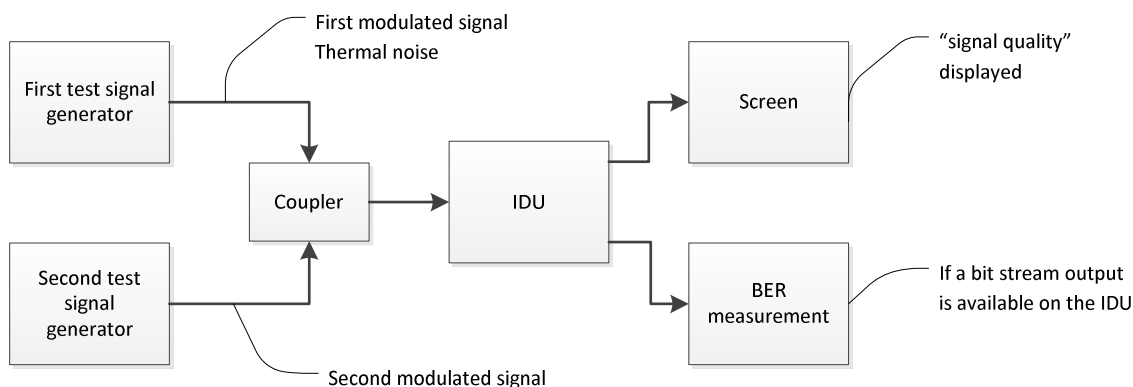 First modulated signal
Thermal noise
First test signal
generator
Screen
“signal quality”
displayed
Coupler
IDU
Second test
signal
generator
Second modulated signal
BER
measurement
If a bit stream output
is available on the IDU